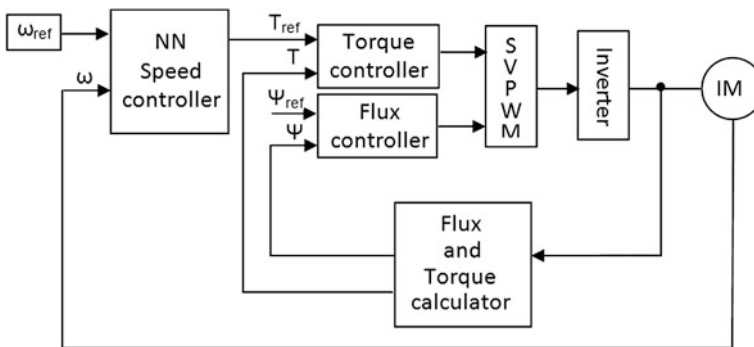 ωref
ω
NN
Speed
controller
Tref
T
Torque
controller
Ψref
Ψ
Flux
controller
S
V
P
W
M
Inverter
IM
Flux
and
Torque
calculator